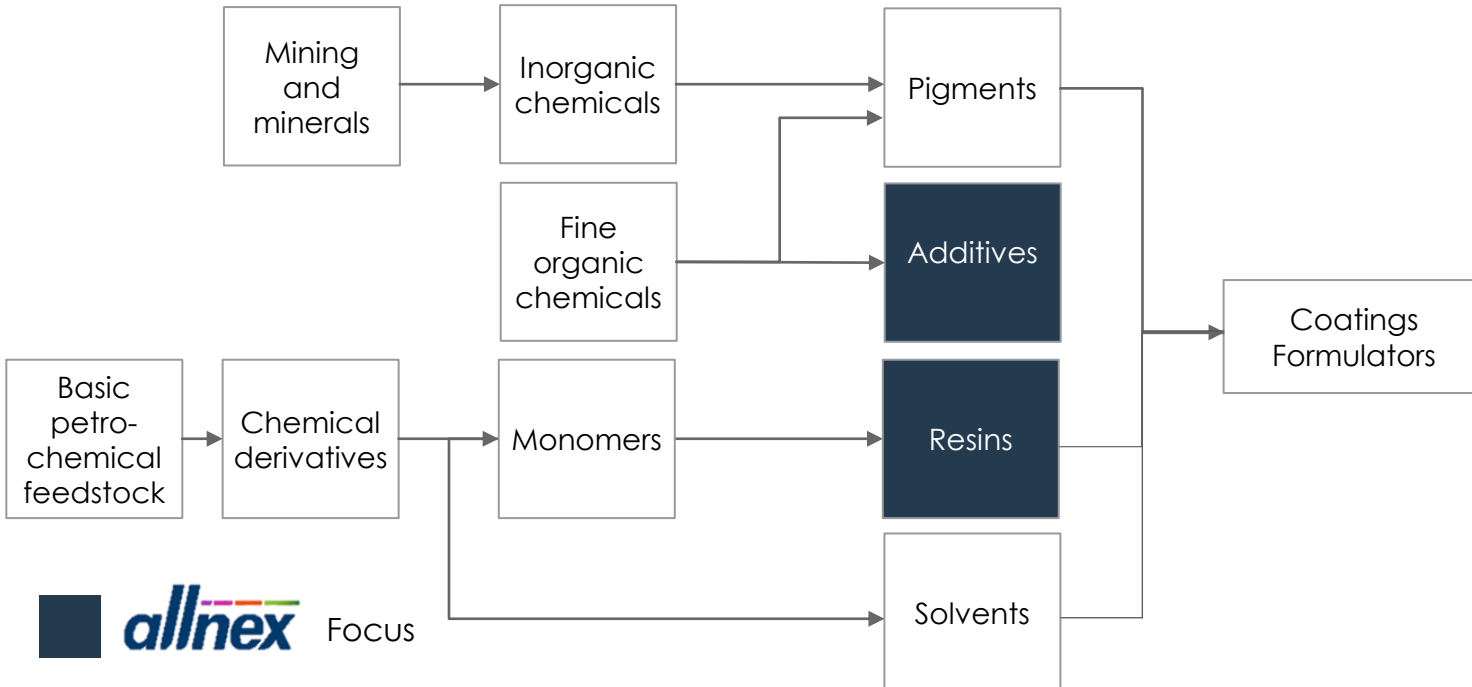 Mining
and
minerals
Inorganic
chemicals
Pigments
Fine
organic
chemicals
Additives
Coatings
Formulators
Basic
petro-
chemical
feedstock
Chemical
derivatives
Monomers
Resins
Solvents
allnex Focus